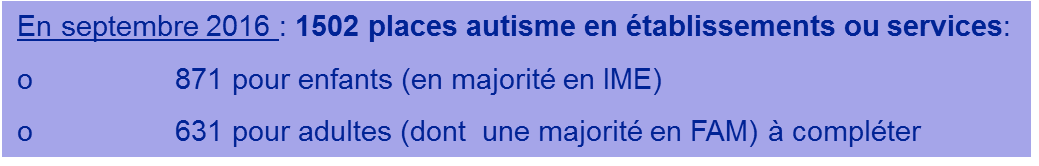 En septembre 2016 : 1502 places autisme en établissements ou services:
o 871 pour enfants (en majorité en IME)
o 631 pour adultes (dont  une majorité en FAM) à compléter